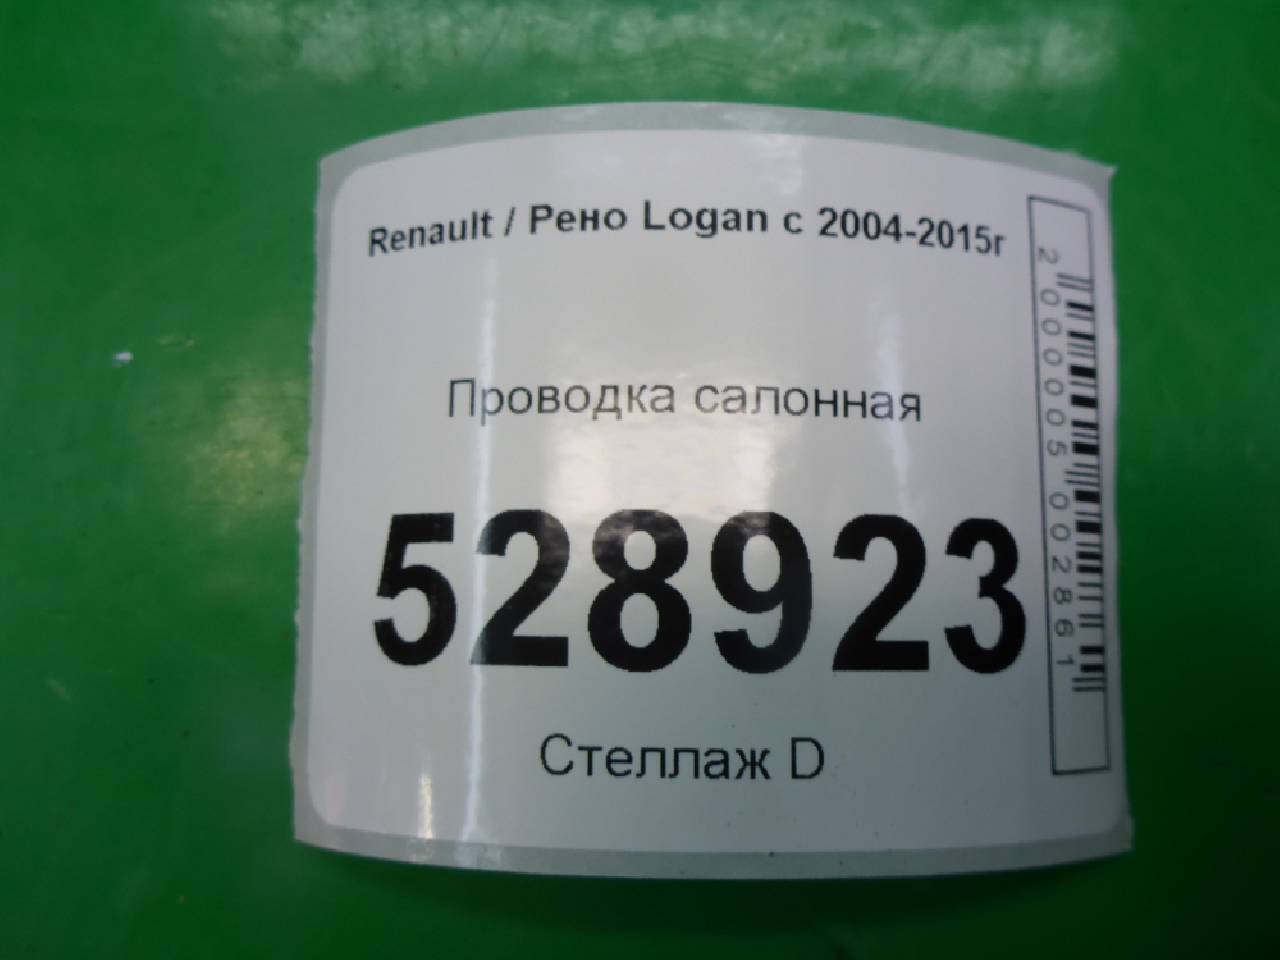 Renault / Рено Logan с 2004-2015г
Проводка салонная
528923
Стеллаж D
2000005002861